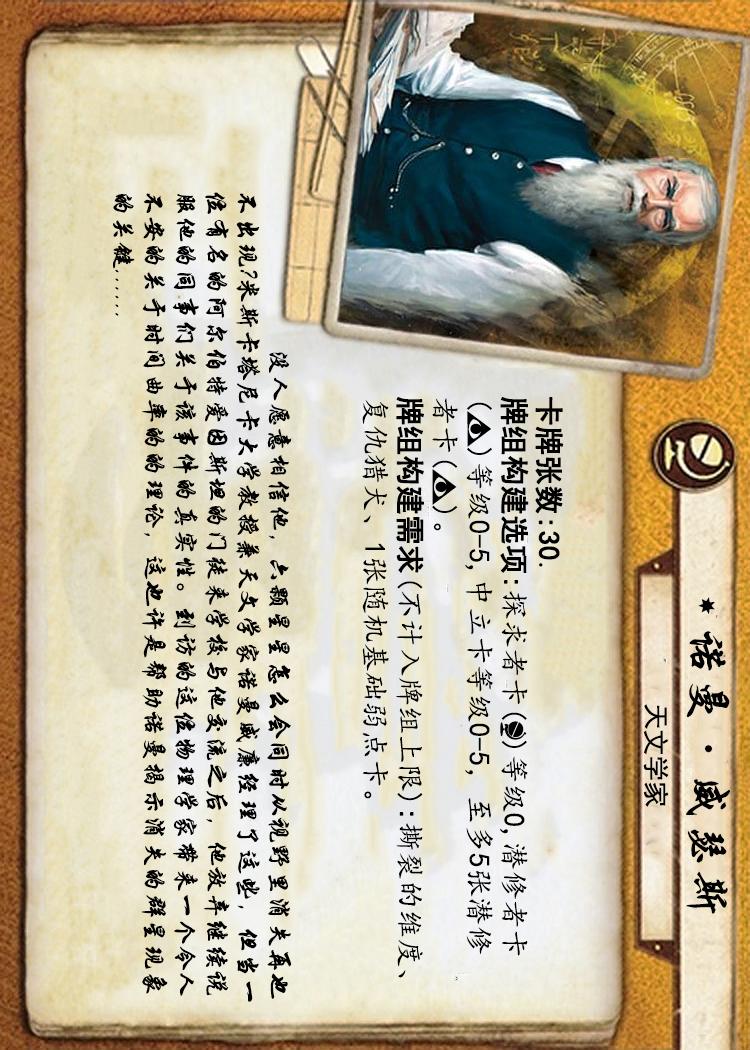 诺曼·威瑟斯
天文学家
卡牌张数:30.
牌组构建选项:探求者卡()等级0,潜修者卡
()等级0-5,中立卡等级0-5,至多5张潜修
者卡()。
牌组构建需求(不计入牌组上限):撕裂的维度、
复仇猎犬、1张随机基础弱点卡。
没人愿意相信他,六颗星星怎么会同时从视野里消失再也
不出现?米斯卡塔尼卡大学教授兼天文学家诺曼威廉经理了这些,但当一
位有名的阿尔伯特爱因斯坦的门徒来学校与他交流之后,他放弃继续说
服他的同事们关于该事件的真实性。到访的这位物理学家带来一个令人
不安的关于时间曲率的的理论,这也许是帮助诺曼揭示消失的群星现象
的关键……